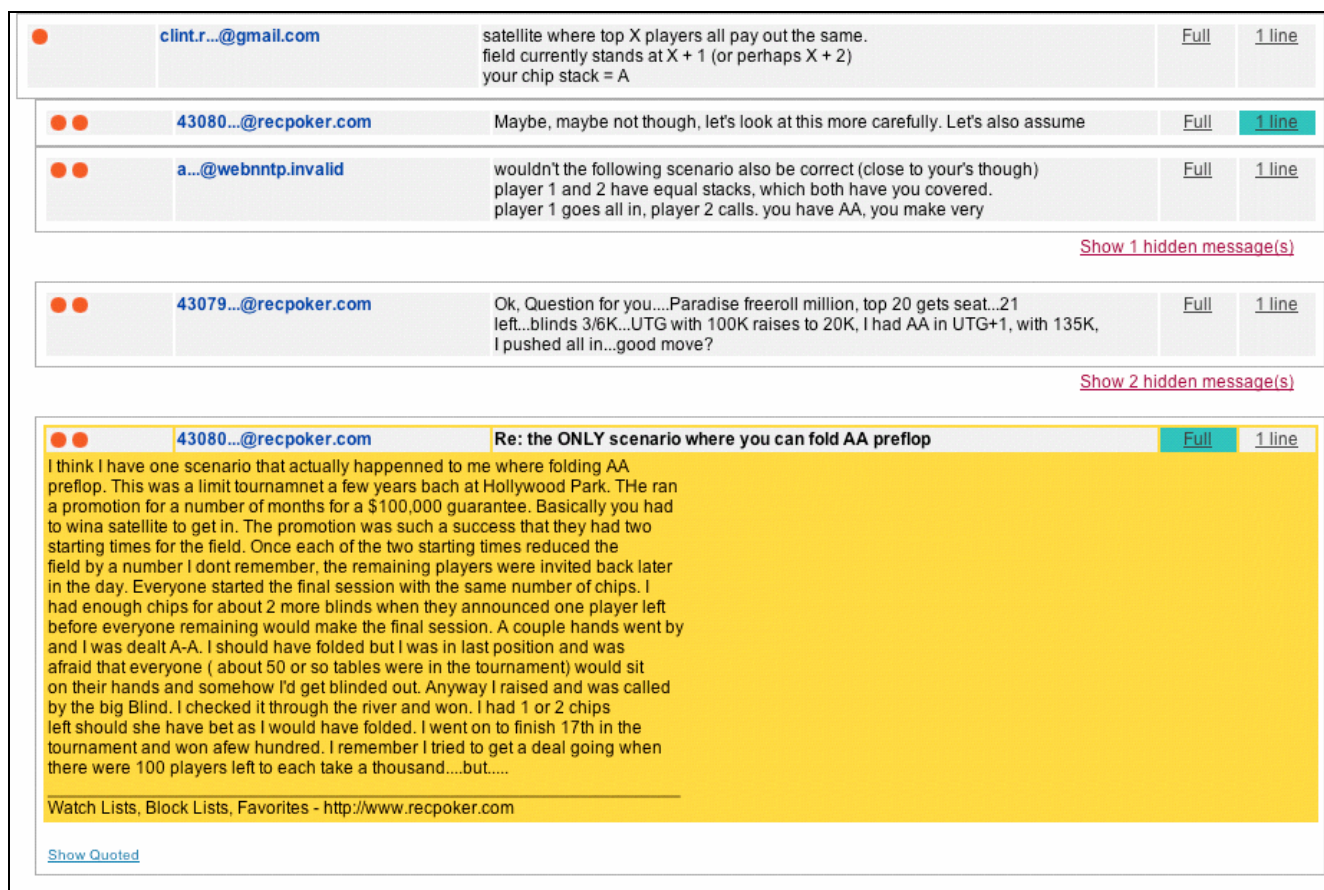 clint.r...@gmail.com
satellite where top X players all pay out the same.
field currently stands at X + 1 (or perhaps X + 2)
your chip stack = A
Full
1 line
43080...@recpoker.com
Maybe, maybe not though, let's look at this more carefully. Let's also assume
Full
1 line
a...@webnntp.invalid
wouldn't the following scenario also be correct (close to your's though)
player 1 and 2 have equal stacks, which both have you covered.
player 1 goes all in, player 2 calls. you have AA, you make very
Full
1 line
Show 1 hidden message(s)
43079...@recpoker.com
Ok, Question for you....Paradise freeroll million, top 20 gets seat...21
left...blinds 3/6K...UTG with 100K raises to 20K, I had AA in UTG+1, with 135K,
I pushed all in...good move?
Full
1 line
Show 2 hidden message(s)
43080...@recpoker.com
Re: the ONLY scenario where you can fold AA preflop
Full
1 line
I think I have one scenario that actually happenned to me where folding AA
preflop. This was a limit tournamnet a few years bach at Hollywood Park. THe ran
a promotion for a number of months for a $100,000 guarantee. Basically you had
to wina satellite to get in. The promotion was such a success that they had two
starting times for the field. Once each of the two starting times reduced the
field by a number I dont remember, the remaining players were invited back later
in the day. Everyone started the final session with the same number of chips. I
had enough chips for about 2 more blinds when they announced one player left
before everyone remaining would make the final session. A couple hands went by
and I was dealt A-A. I should have folded but I was in last position and was
afraid that everyone ( about 50 or so tables were in the tournament) would sit
on their hands and somehow I'd get blinded out. Anyway I raised and was called
by the big Blind. I checked it through the river and won. I had 1 or 2 chips
left should she have bet as I would have folded. I went on to finish 17th in the
tournament and won afew hundred. I remember I tried to get a deal going when
there were 100 players left to each take a thousand....but.....
Watch Lists, Block Lists, Favorites - http://www.recpoker.com
Show Quoted